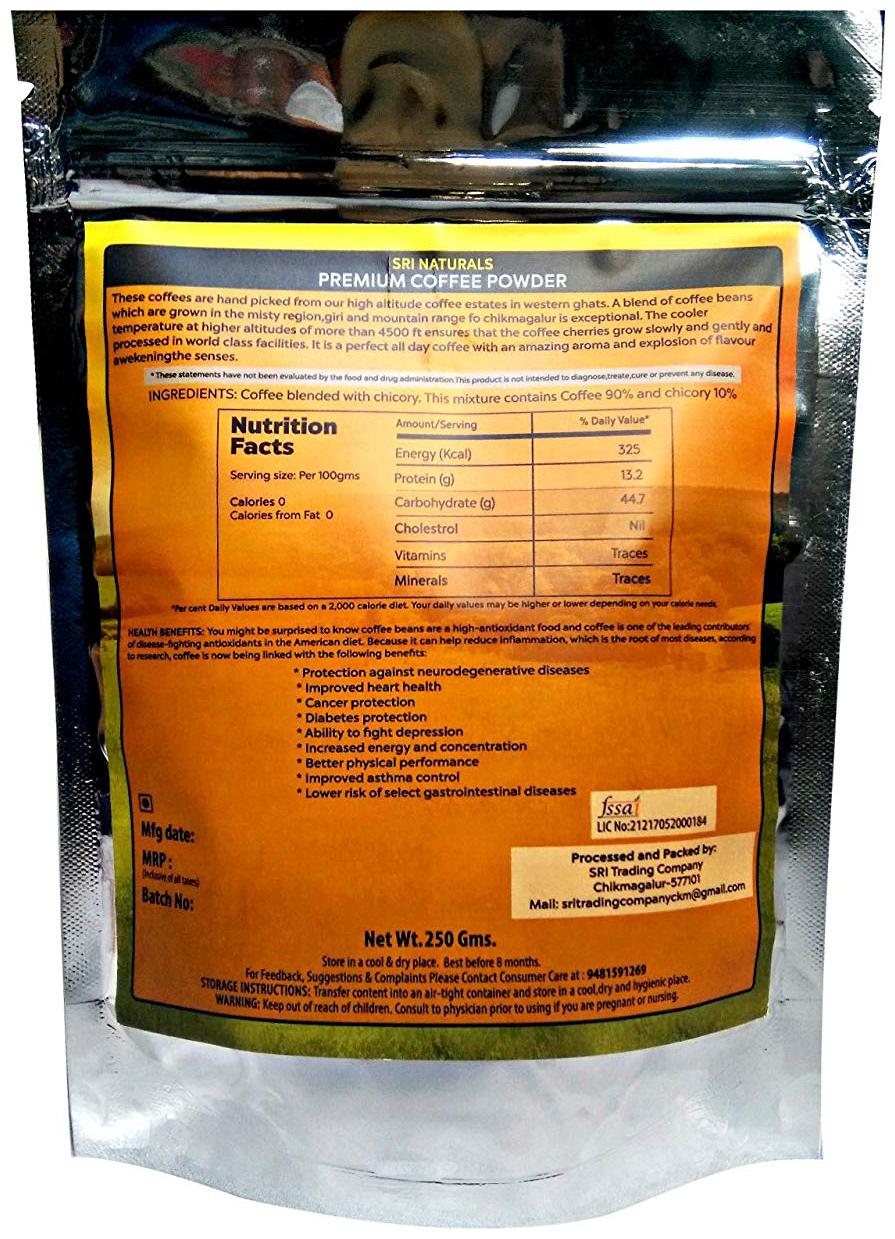 SRI NATURALS
PREMIUM COFFEE POWDER
These coffees are hand picked from our high altitude coffee estates in western ghats. A blend of coffee beans
which are grown in the misty region,giri and mountain range fo chikmagalur is exceptional. The cooler
temperature at higher altitudes of more than 4500 ft ensures that the coffee cherries grow slowly and gently and
processed in world class facilities. It is a perfect all day coffee with an amazing aroma and explosion of flavour
awekeningthe senses.
*These statements have not been evaluated by the food and drug administration.This product is not intended to diagnose,treate,cure or prevent any disease.
INGREDIENTS: Coffee blended with chicory. This mixture contains Coffee 90% and chicory 10%
Nutrition
Facts
Serving size: Per 100gms
Calories 0
Calories from Fat 0
Amount/Serving % Daily Value*
Energy (Kcal) 325
Protein (g) 13.2
Carbohydrate (g) 44.7
Cholestrol Nil
Vitamins Traces
Minerals Traces
*Per cent Daily Values are based on a 2,000 calorie diet. Your daily values may be higher or lower depending on your calorie needs.
HEALTH BENEFITS: You might be surprised to know coffee beans are a high-antioxidant food and coffee is one of the leading contributors
of disease-fighting antioxidants in the American diet. Because it can help reduce inflammation, which is the root of most diseases, according
to research, coffee is now being linked with the following benefits:
* Protection against neurodegenerative diseases
* Improved heart health
* Cancer protection
* Diabetes protection
* Ability to fight depression
* Increased energy and concentration
* Better physical performance
* Improved asthma control
* Lower risk of select gastrointestinal diseases
fssai
LIC No:21217052000184
Mfg date:
MRP :
(Inclusive of all taxes)
Batch No:
Processed and Packed by:
SRI Trading Company
Chikmagalur-577101
Mail: sritradingcompanyckm@gmail.com
Net Wt.250 Gms.
Store in a cool & dry place. Best before 8 months.
For Feedback, Suggestions & Complaints Please Contact Consumer Care at : 9481591269
STORAGE INSTRUCTIONS: Transfer content into an air-tight container and store in a cool,dry and hygienic place.
WARNING: Keep out of reach of children. Consult to physician prior to using if you are pregnant or nursing.